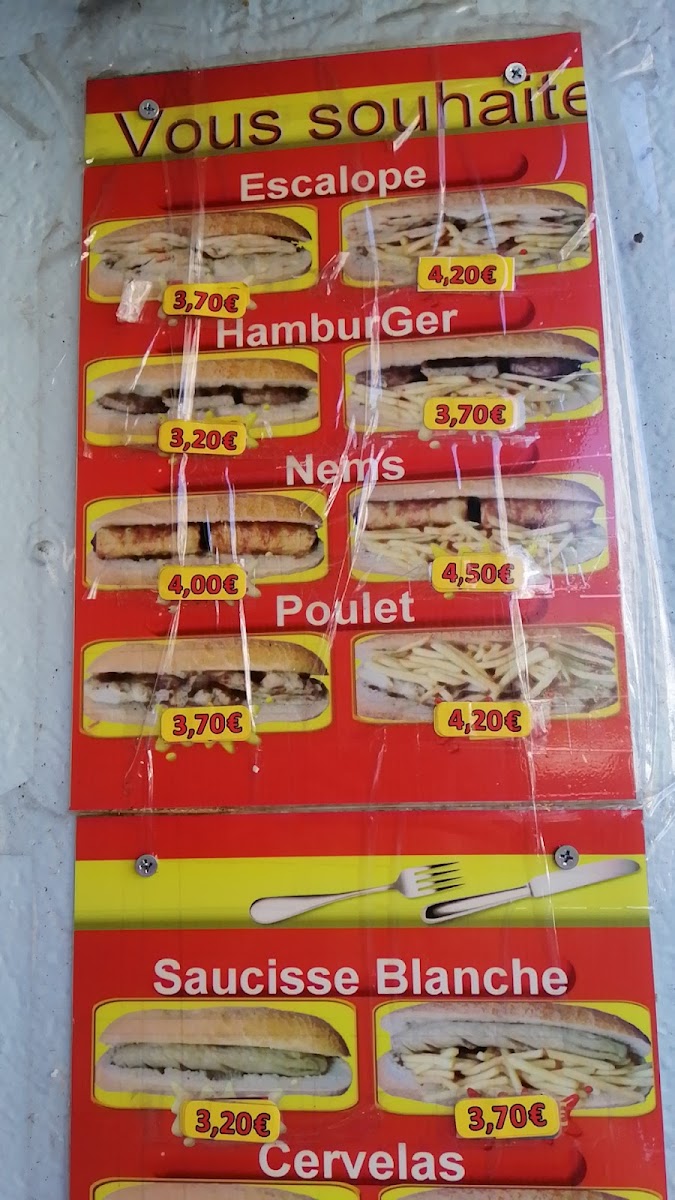 Vous souhaite
Escalope
3,70€ 4,20€
HamburGer
3,20€ 3,70€
Nems
4,00€ 4,50€
Poulet
3,70€ 4,20€
Saucisse Blanche
3,20€ 3,70€
Cervelas